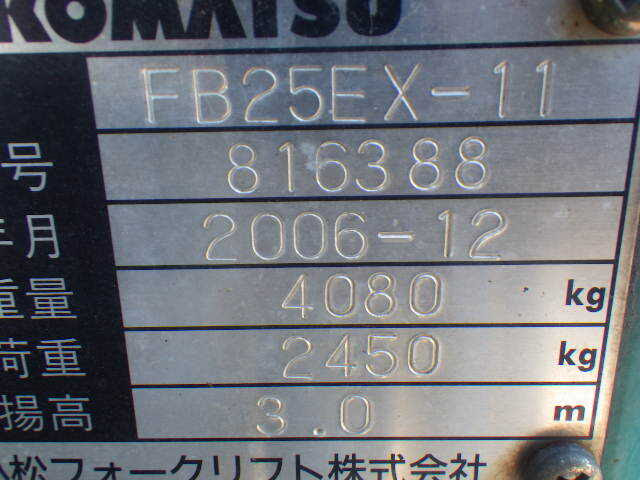 KOMATSU
FB25EX-11
号 816388
年月 2006-12
重量 4080 kg
荷重 2450 kg
揚高 3.0 m
小松フォークリフト株式会社